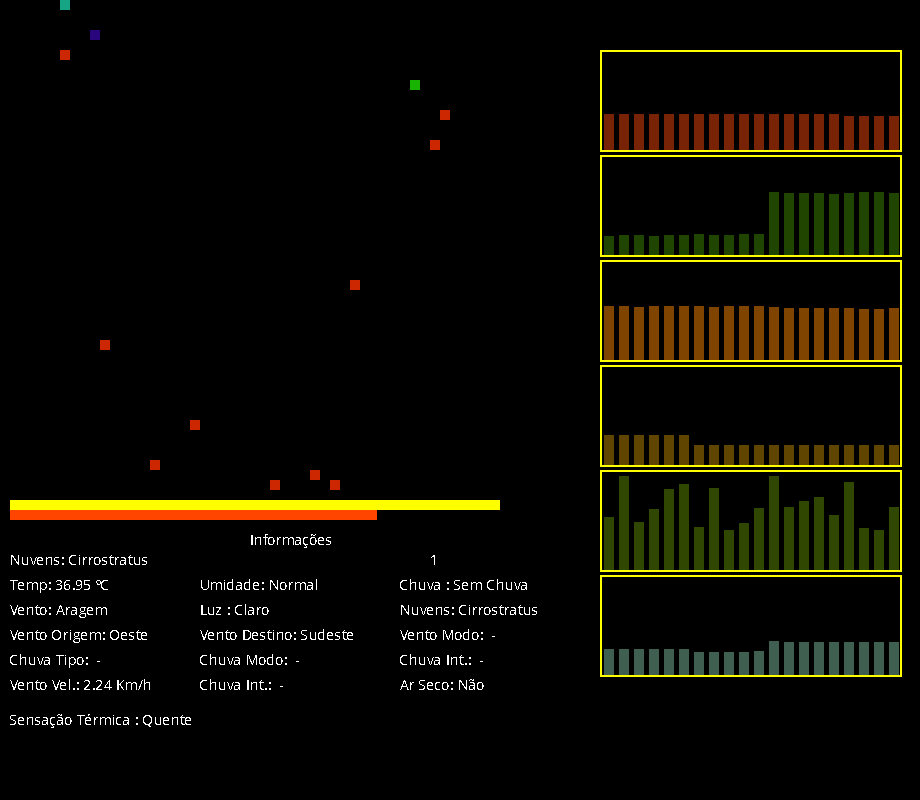 Informações
Nuvens: Cirrostratus 1
Temp: 36.95 ºC Umidade: Normal Chuva : Sem Chuva
Vento: Aragem Luz : Claro Nuvens: Cirrostratus
Vento Origem: Oeste Vento Destino: Sudeste Vento Modo: -
Chuva Tipo: - Chuva Modo: - Chuva Int.: -
Vento Vel.: 2.24 Km/h Chuva Int.: - Ar Seco: Não
Sensação Térmica : Quente